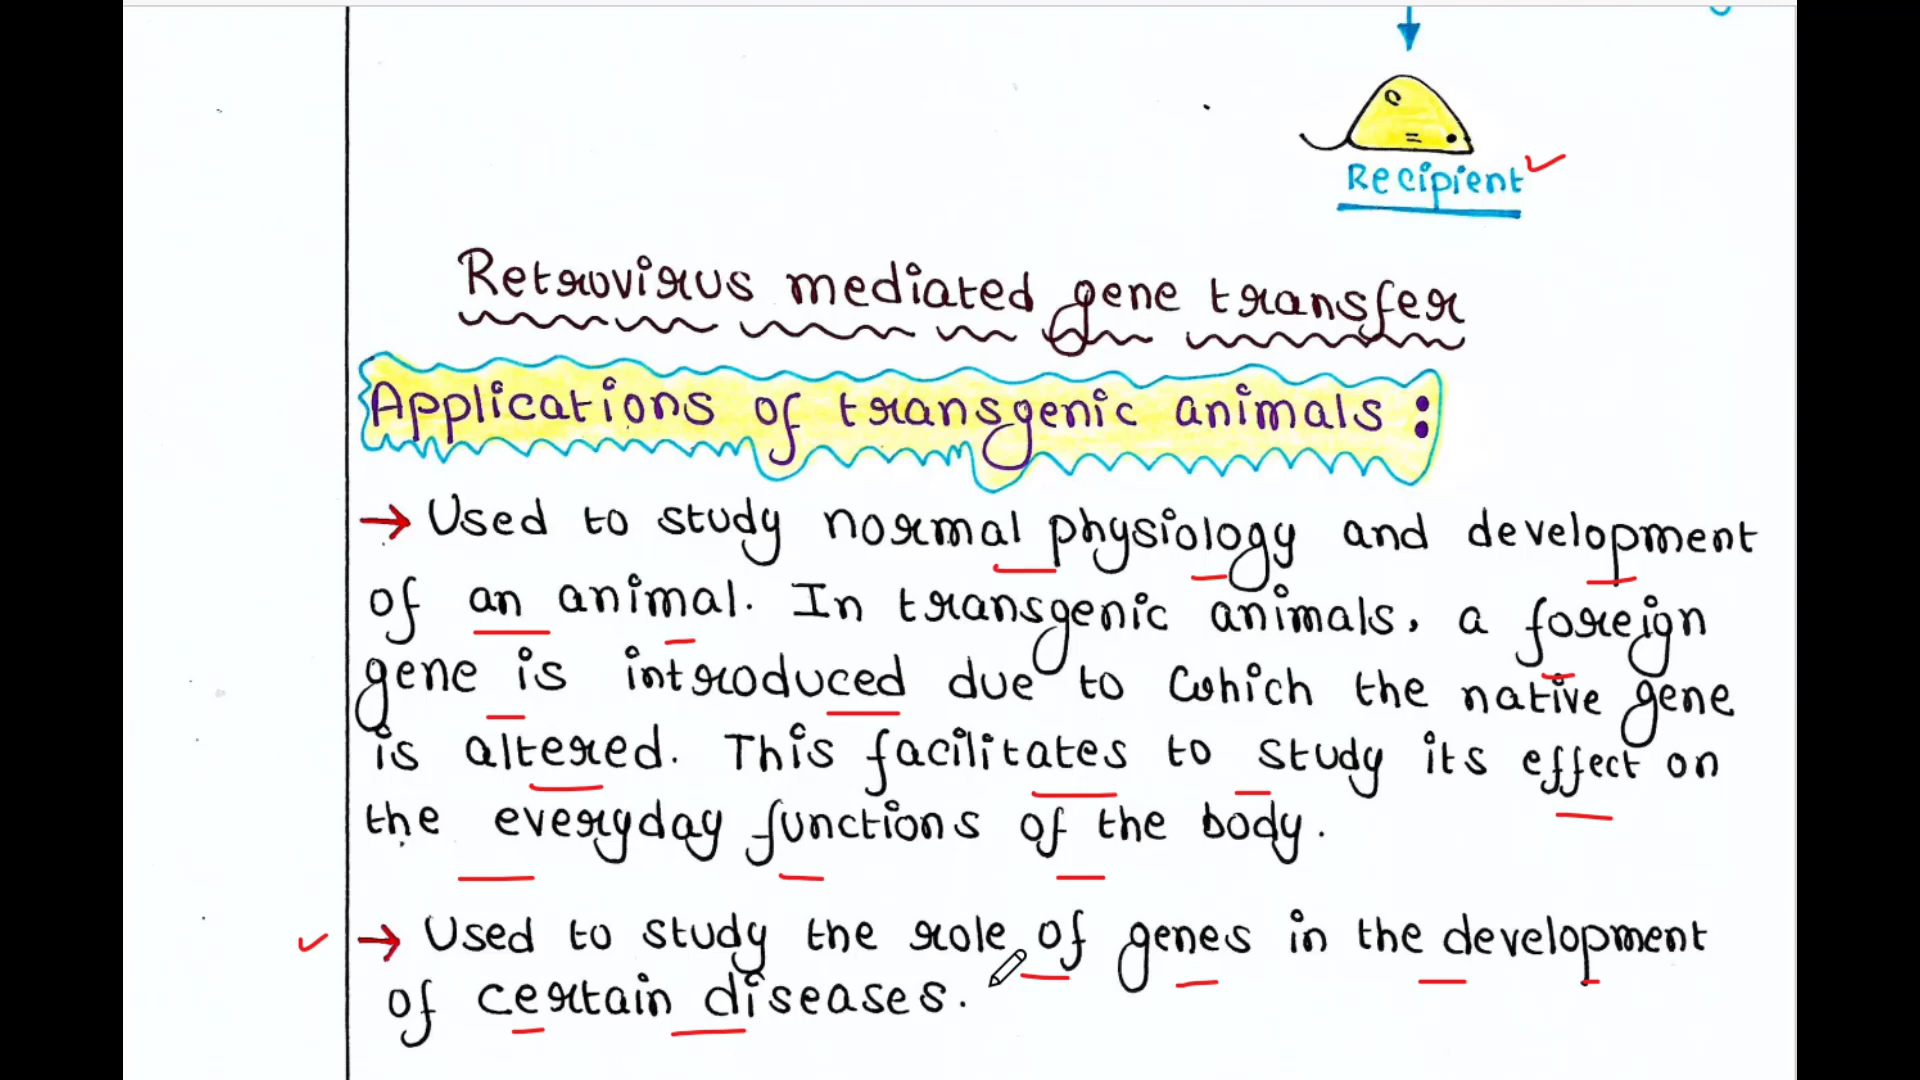 Recipient
Retrovirus mediated gene transfer
Applications of transgenic animals :
→ Used to study normal physiology and development
of an animal. In transgenic animals, a foreign
gene is introduced due to which the native gene
is altered. This facilitates to study its effect on
the everyday functions of the body.
→ Used to study the role of genes in the development
of certain diseases.